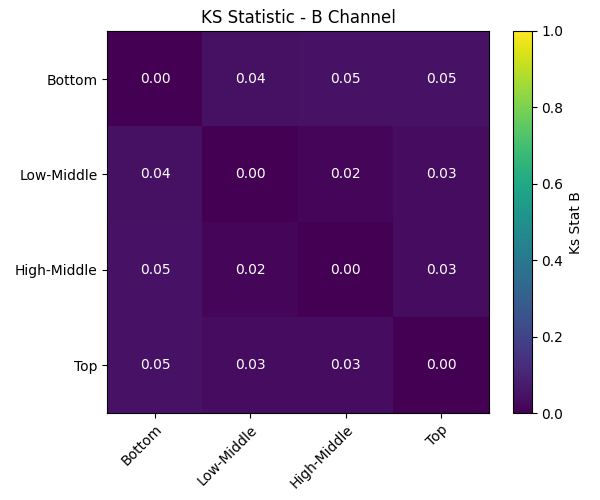 KS Statistic - B Channel
Bottom 0.00 0.04 0.05 0.05
Low-Middle 0.04 0.00 0.02 0.03
High-Middle 0.05 0.02 0.00 0.03
Top 0.05 0.03 0.03 0.00
Bottom Low-Middle High-Middle Top
1.0
0.8
0.6
0.4
0.2
0.0
Ks Stat B